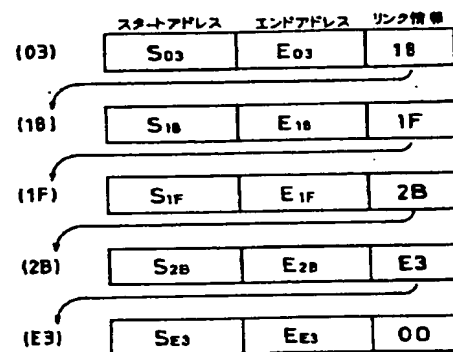 スタートアドレス エンドアドレス リンク情報
(03) S03 E03 1B
(1B) S1B E1B 1F
(1F) S1F E1F 2B
(2B) S2B E2B E3
(E3) SE3 EE3 00